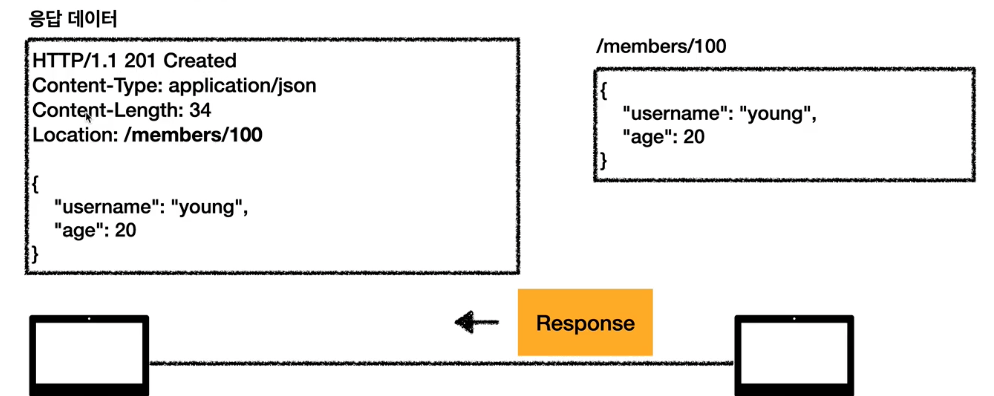 응답 데이터
HTTP/1.1 201 Created
Content-Type: application/json
Content-Length: 34
Location: /members/100
{
"username": "young",
"age": 20
}
/members/100
{
"username": "young",
"age": 20
}
Response